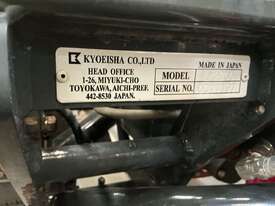 KYOEISHA CO.,LTD
HEAD OFFICE
1-26, MIYUKI-CHO
TOYOKAWA, AICHI-PREF.
442-8530 JAPAN.
MADE IN JAPAN
MODEL
SERIAL NO.